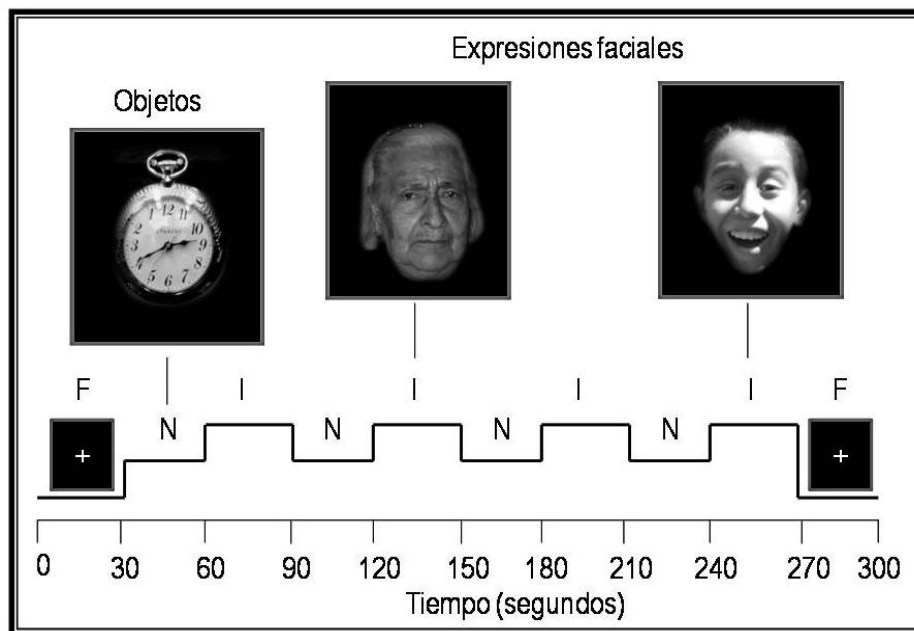 Expresiones faciales
Objetos
F I I I I F
N N N N
0 30 60 90 120 150 180 210 240 270 300
Tiempo (segundos)